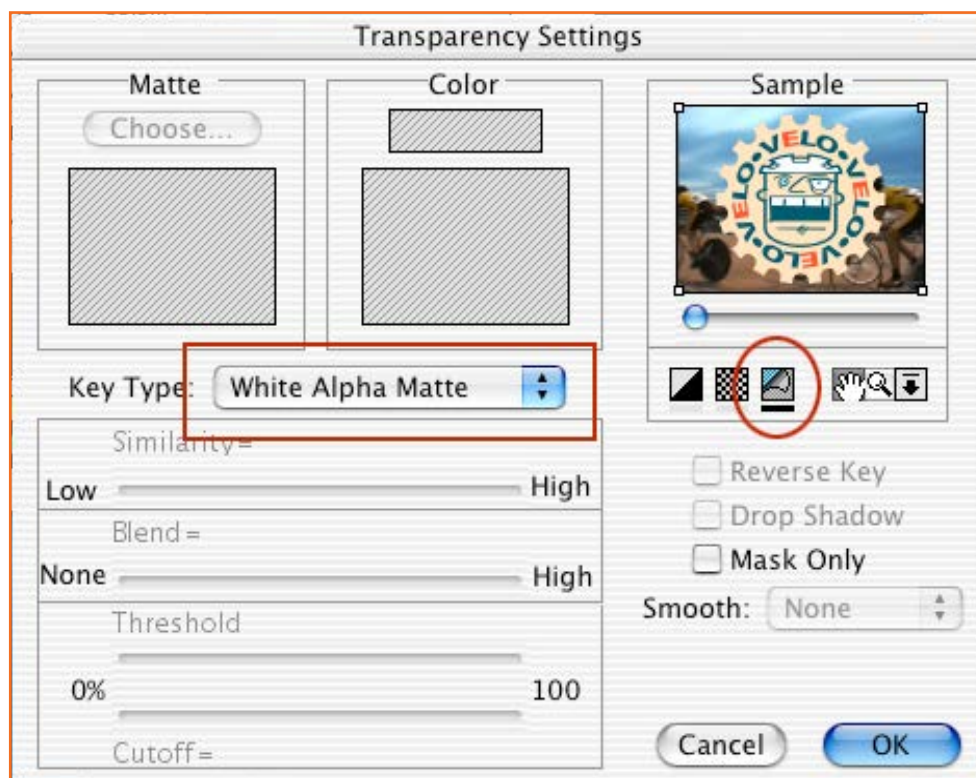 Transparency Settings
Matte
Choose...
Color
Sample
VELO•VELO•VELO•VELO•
Key Type: White Alpha Matte
Similarity=
Low High
Blend =
None High
Threshold
0% 100
Cutoff=
Reverse Key
Drop Shadow
Mask Only
Smooth: None
Cancel OK